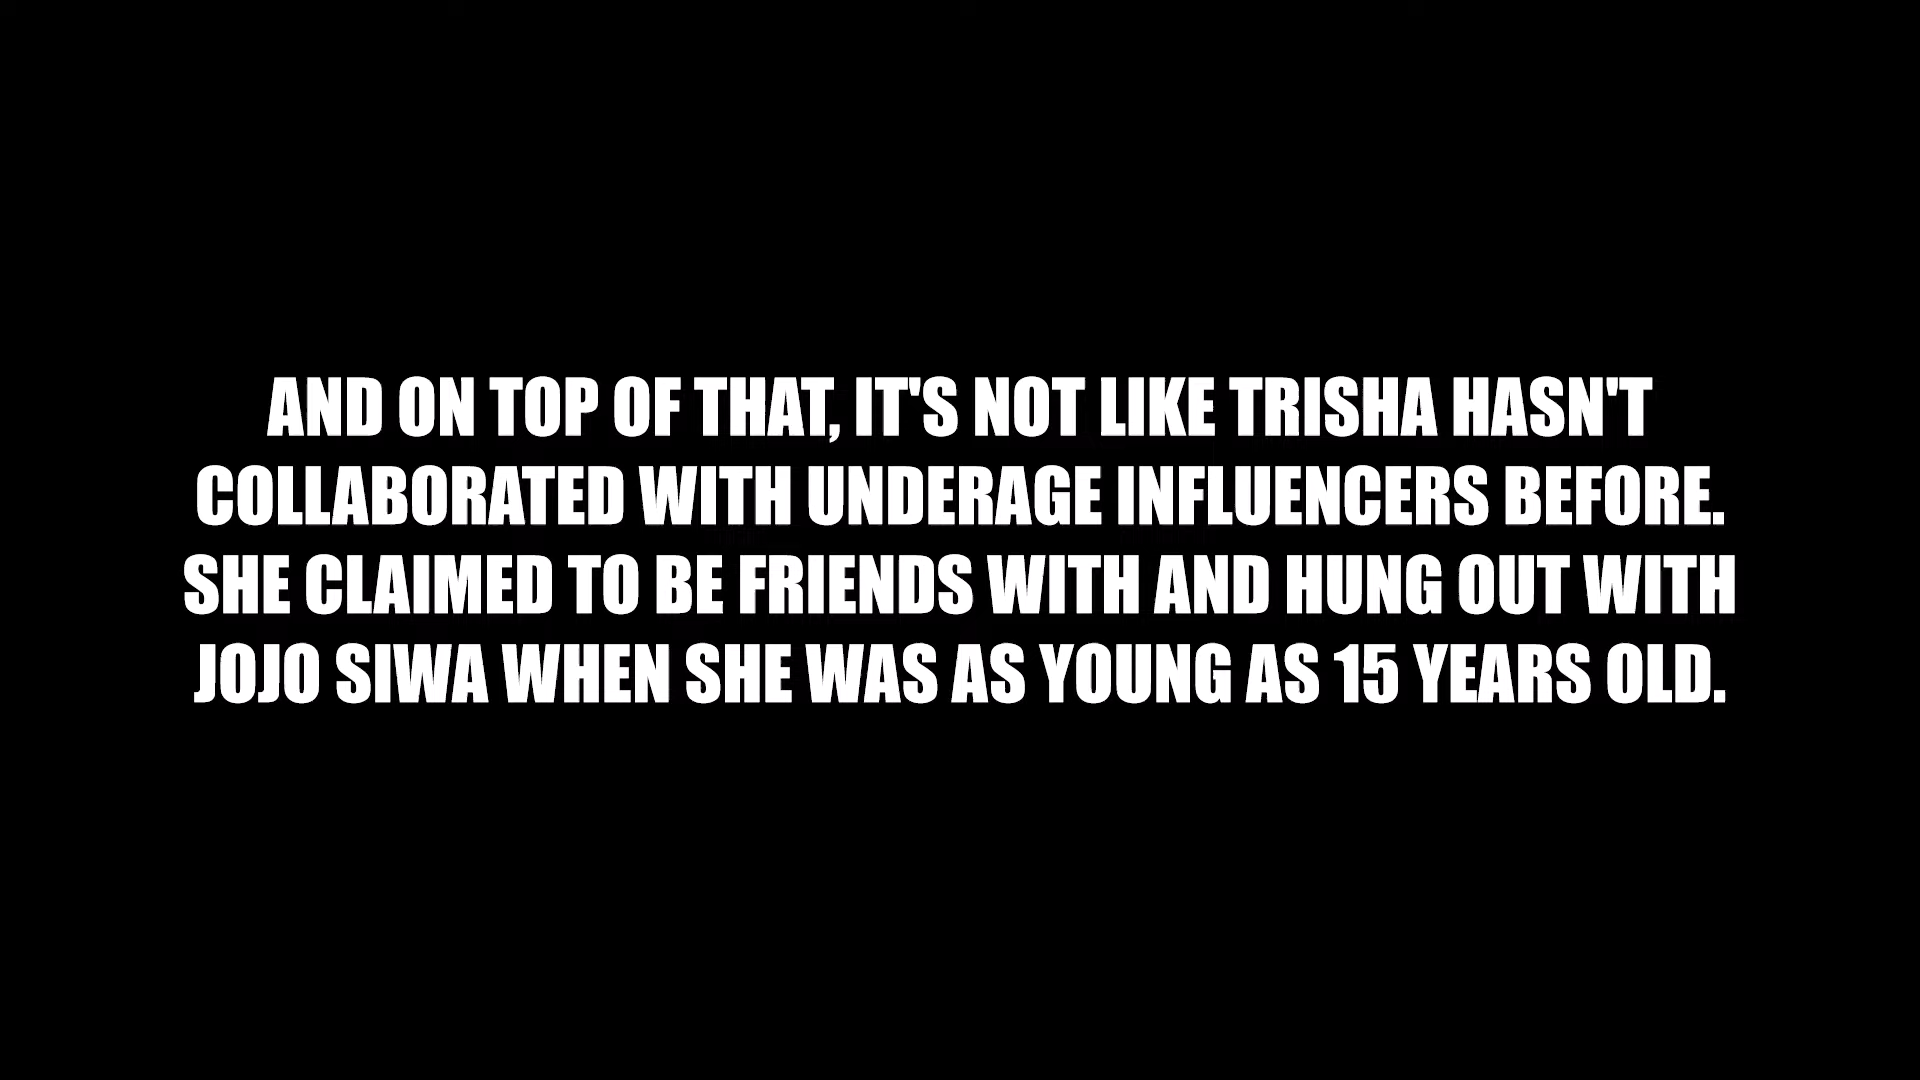 AND ON TOP OF THAT, IT'S NOT LIKE TRISHA HASN'T
COLLABORATED WITH UNDERAGE INFLUENCERS BEFORE.
SHE CLAIMED TO BE FRIENDS WITH AND HUNG OUT WITH
JOJO SIWA WHEN SHE WAS AS YOUNG AS 15 YEARS OLD.